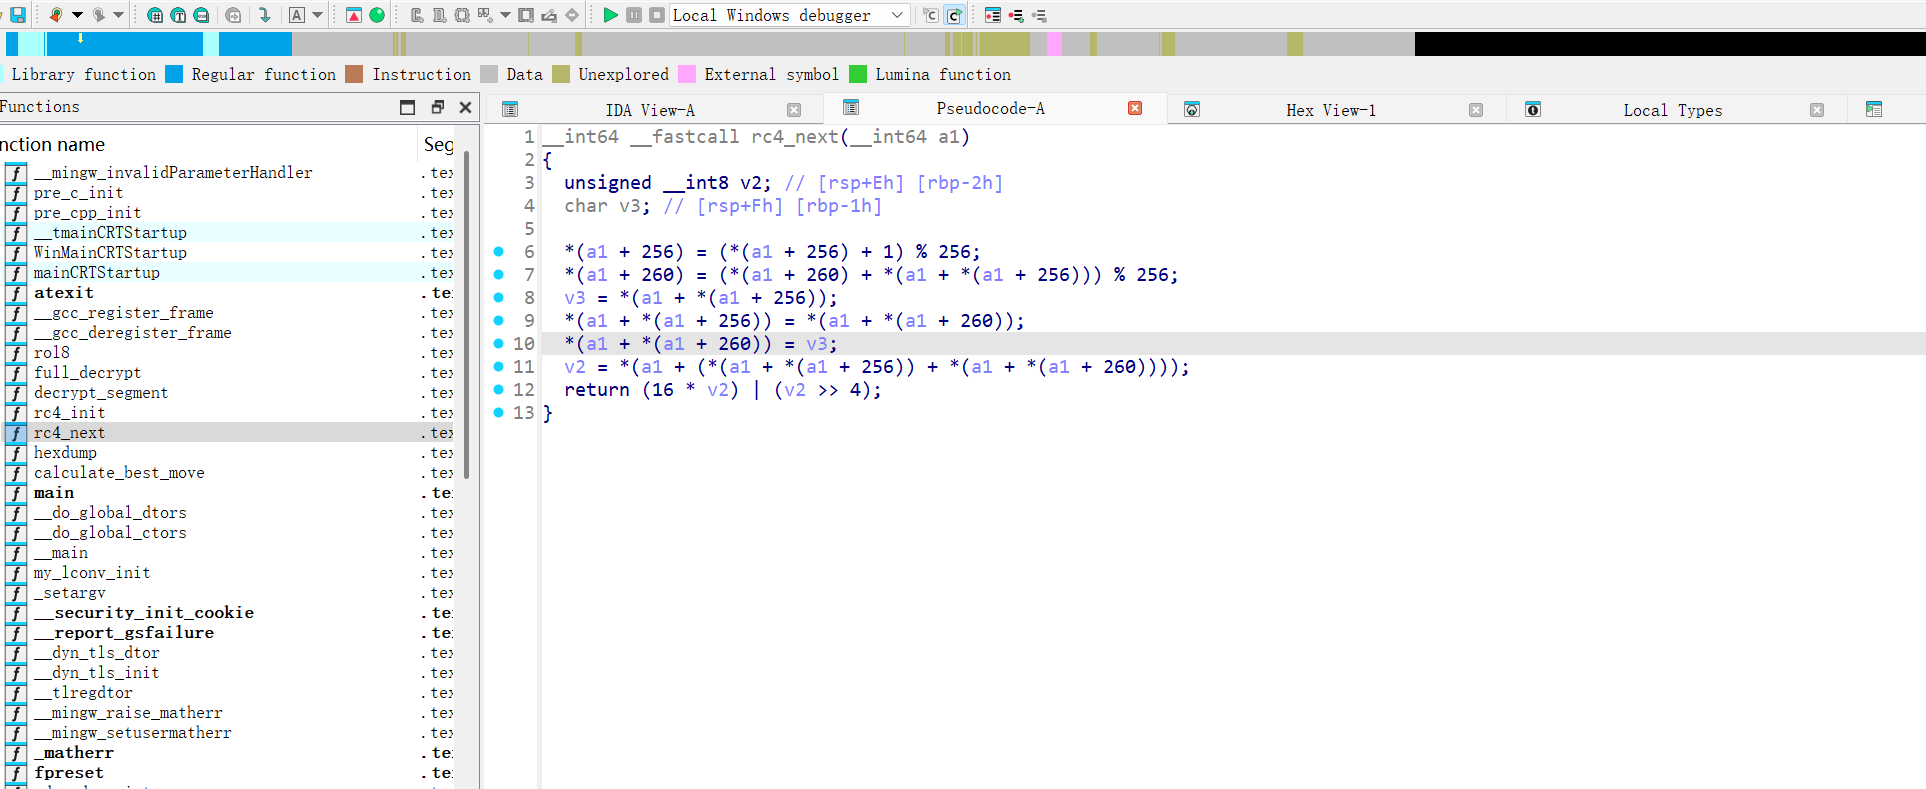 Local Windows debugger
Library function Regular function Instruction Data Unexplored External symbol Lumina function
Functions
IDA View-A Pseudocode-A Hex View-1 Local Types
nction name Seg
__mingw_invalidParameterHandler .tex
pre_c_init .tex
pre_cpp_init .tex
__tmainCRTStartup .tex
WinMainCRTStartup .tex
mainCRTStartup .tex
atexit .te
__gcc_register_frame .tex
__gcc_deregister_frame .tex
rol8 .tex
full_decrypt .tex
decrypt_segment .tex
rc4_init .tex
rc4_next .tex
hexdump .tex
calculate_best_move .tex
main .te
__do_global_dtors .tex
__do_global_ctors .tex
__main .tex
my_lconv_init .tex
_setargv .tex
__security_init_cookie .te
__report_gsfailure .te
__dyn_tls_dtor .tex
__dyn_tls_init .tex
__tlregdtor .tex
__mingw_raise_matherr .tex
__mingw_setusermatherr .tex
_matherr .te
fpreset .te
1 __int64 __fastcall rc4_next(__int64 a1)
2 {
3 unsigned __int8 v2; // [rsp+Eh] [rbp-2h]
4 char v3; // [rsp+Fh] [rbp-1h]
5
6 *(a1 + 256) = (*(a1 + 256) + 1) % 256;
7 *(a1 + 260) = (*(a1 + 260) + *(a1 + *(a1 + 256))) % 256;
8 v3 = *(a1 + *(a1 + 256));
9 *(a1 + *(a1 + 256)) = *(a1 + *(a1 + 260));
10 *(a1 + *(a1 + 260)) = v3;
11 v2 = *(a1 + (*(a1 + *(a1 + 256)) + *(a1 + *(a1 + 260))));
12 return (16 * v2) | (v2 >> 4);
13 }